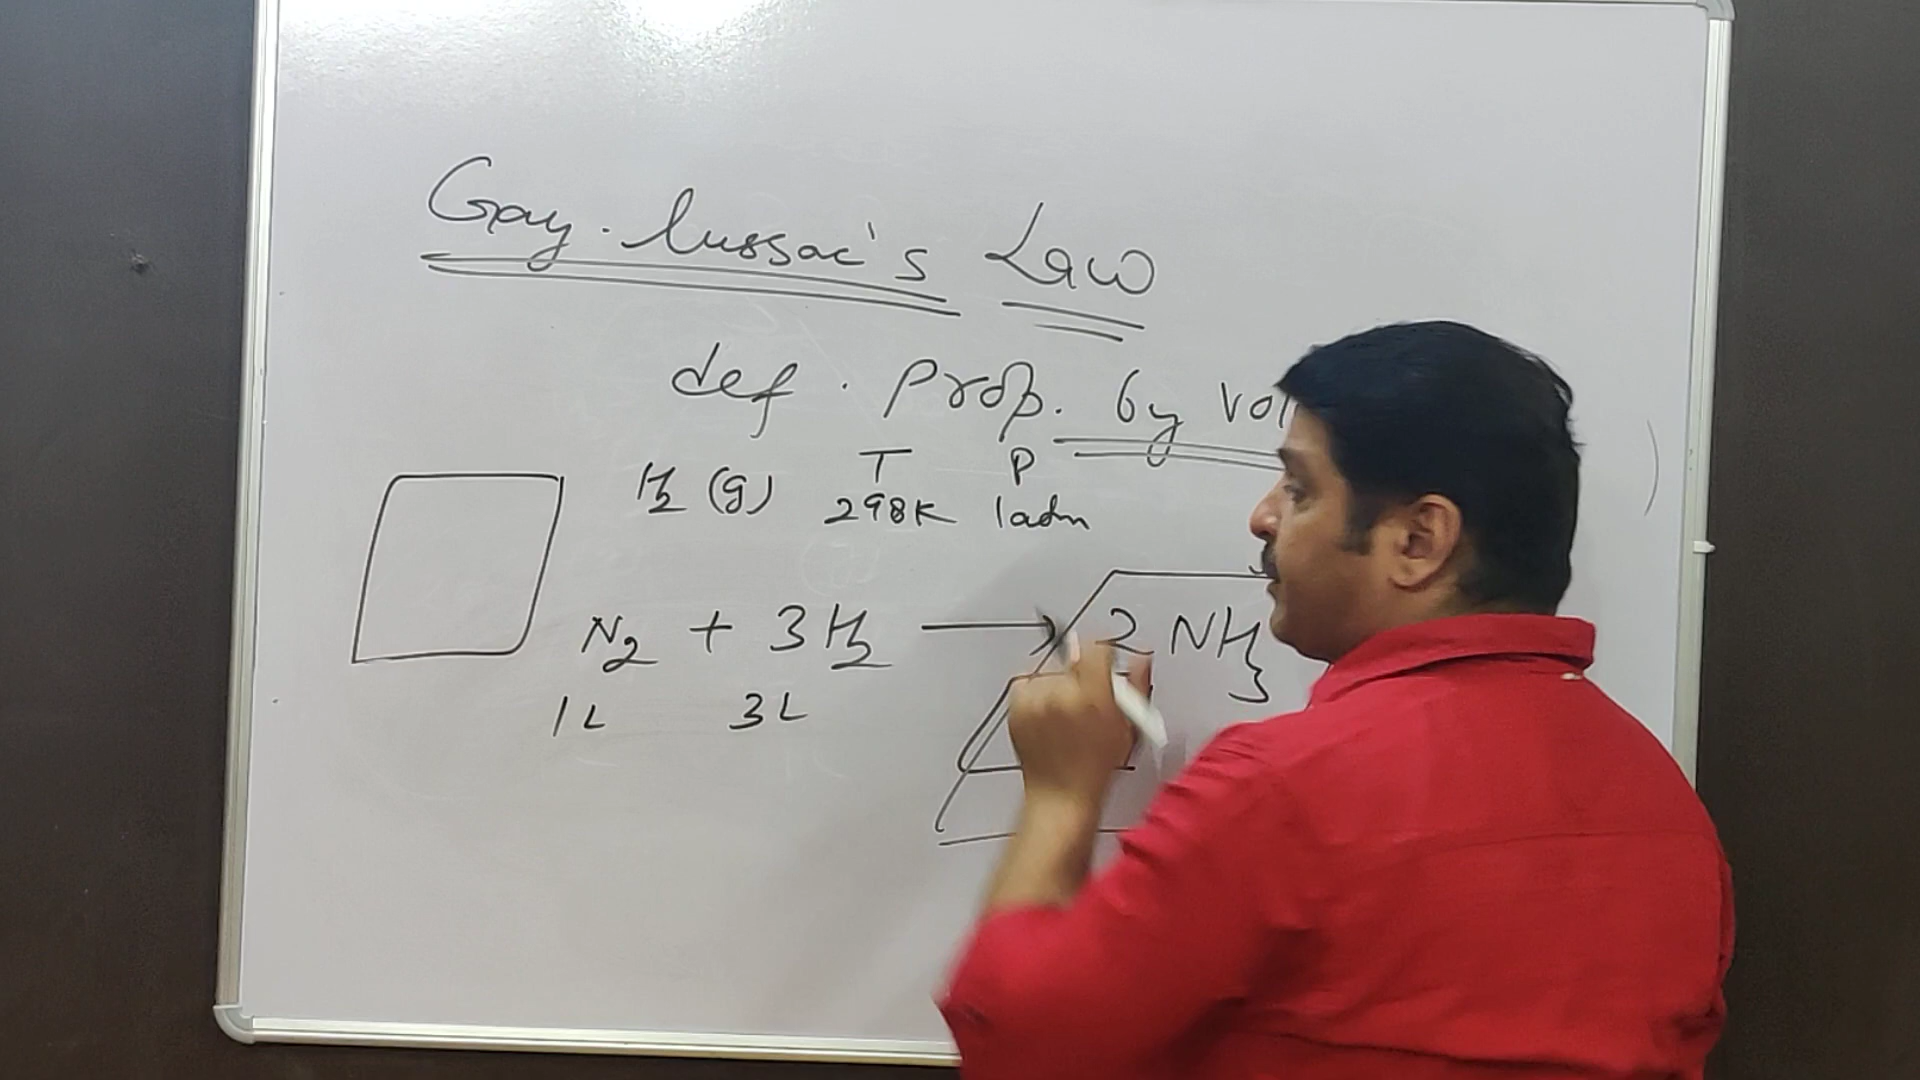 Gay-lussac's Law
def. prop. by vol
T P
H2 (g) 298K 1atm
N2 + 3H2 → 2NH3
1L 3L